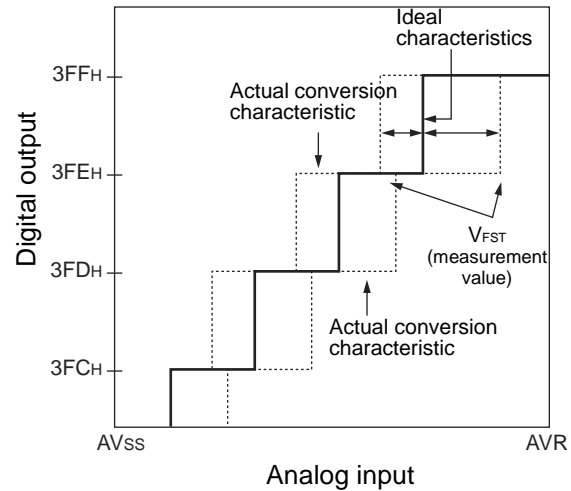 Ideal
characteristics
3FFH
Actual conversion
characteristic
3FEH
Digital output
VFST
(measurement
value)
3FDH
Actual conversion
characteristic
3FCH
AVSS
AVR
Analog input